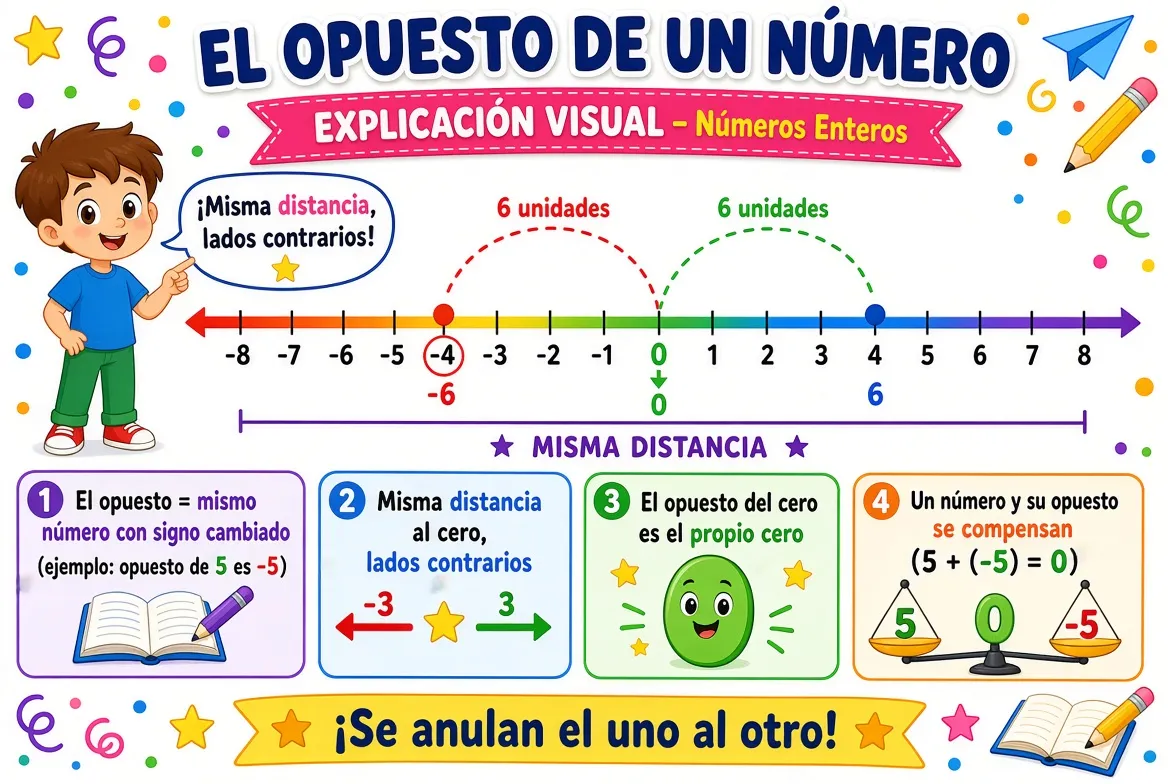 EL OPUESTO DE UN NÚMERO
EXPLICACIÓN VISUAL – Números Enteros
¡Misma distancia,
lados contrarios!
6 unidades
6 unidades
-8 -7 -6 -5 -4 -3 -2 -1 0 1 2 3 4 5 6 7 8
-6 0 6
MISMA DISTANCIA
1 El opuesto = mismo
número con signo cambiado
(ejemplo: opuesto de 5 es -5)
2 Misma distancia
al cero,
lados contrarios
-3 3
3 El opuesto del cero
es el propio cero
4 Un número y su opuesto
se compensan
(5 + (-5) = 0)
5 0 -5
¡Se anulan el uno al otro!